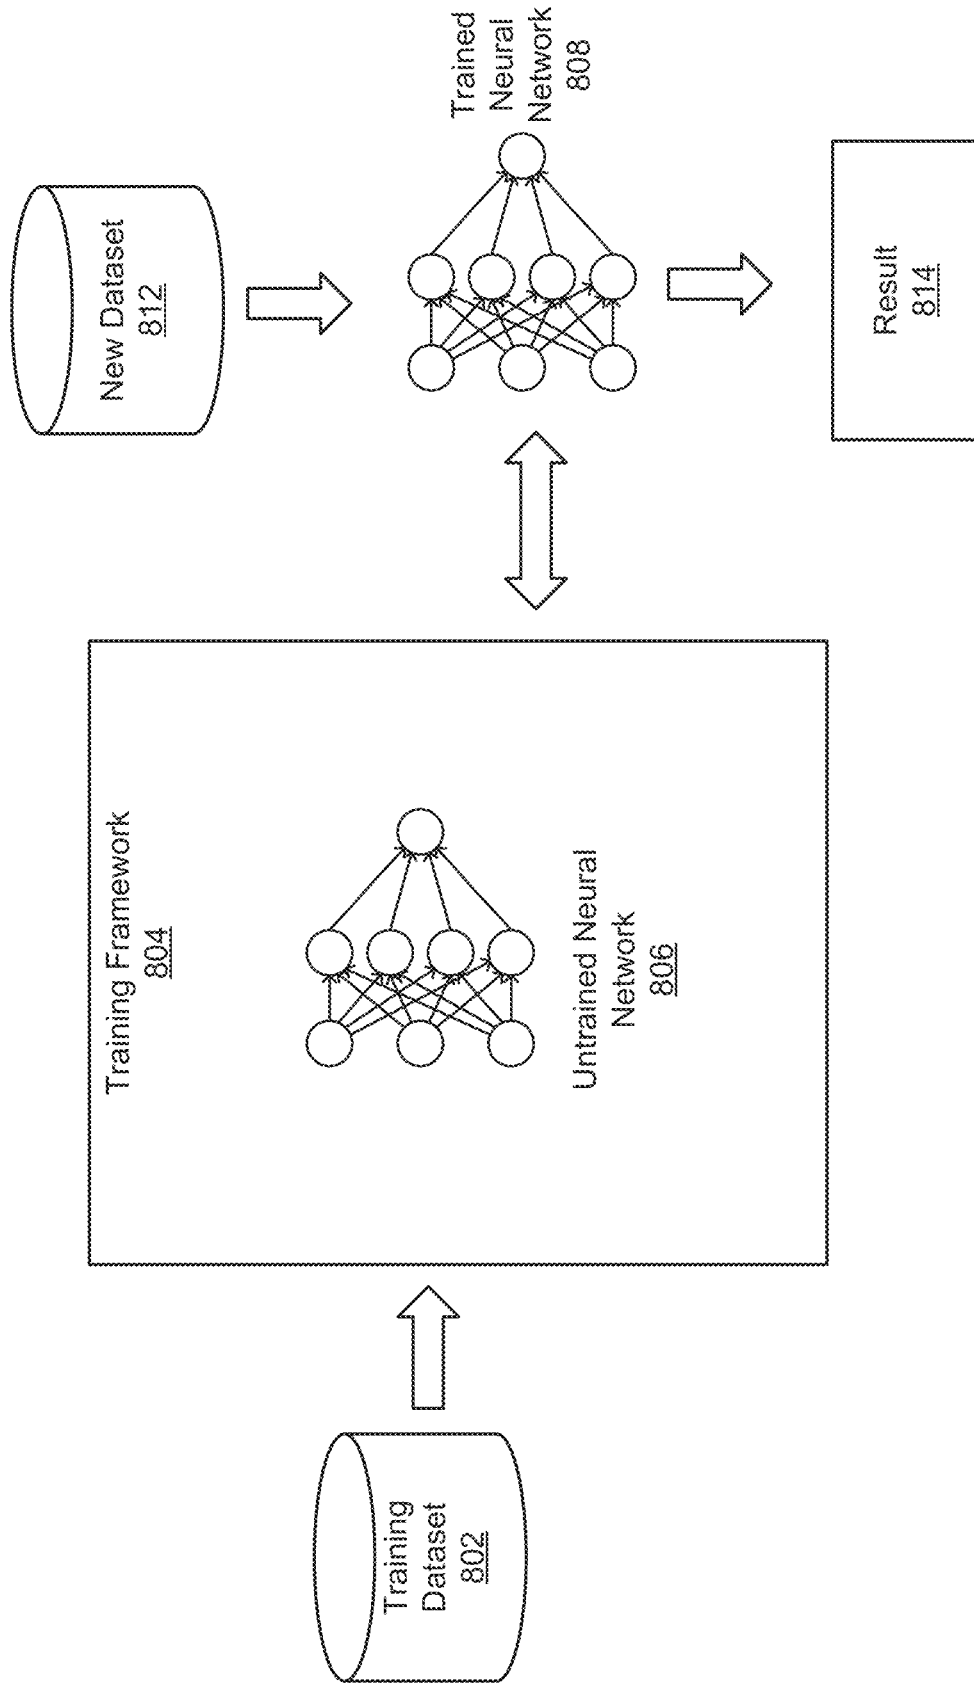 Training
Dataset
802
Training Framework
804
Untrained Neural
Network
806
New Dataset
812
Trained
Neural
Network
808
Result
814